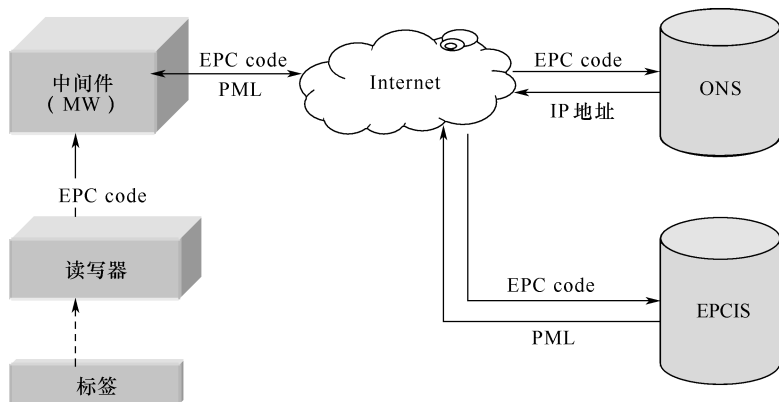 中间件
（MW）
EPC code
PML
Internet
EPC code
IP 地址
ONS
EPC code
读写器
标签
EPC code
PML
EPCIS